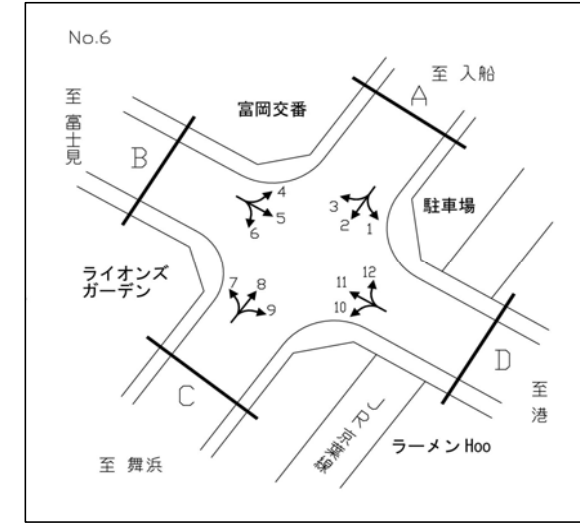 No.6
至 入船
A
富岡交番
至 富士見
B
4
5
6
3
2
1
駐車場
ライオンズ
ガーデン
7
8
9
12
11
10
C
D
至 港
JR京葉線
ラーメン Hoo
至 舞浜